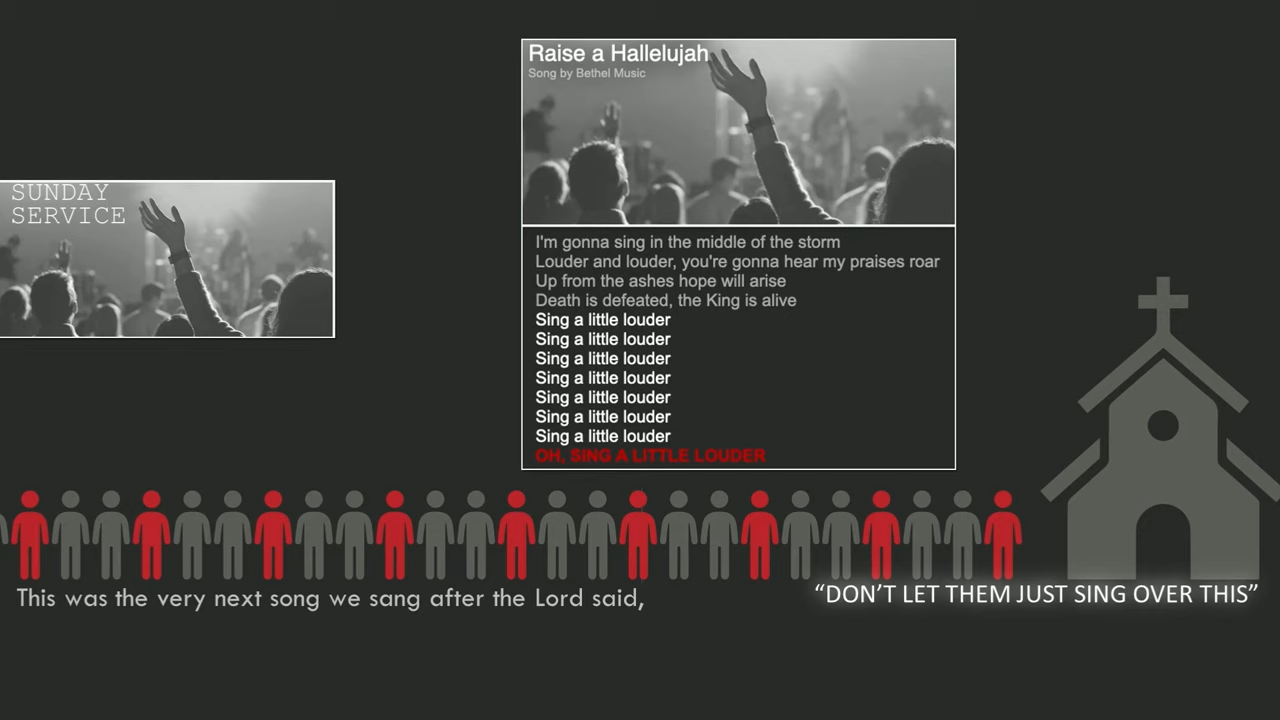 SUNDAY
SERVICE
Raise a Hallelujah
Song by Bethel Music
I'm gonna sing in the middle of the storm
Louder and louder, you're gonna hear my praises roar
Up from the ashes hope will arise
Death is defeated, the King is alive
Sing a little louder
Sing a little louder
Sing a little louder
Sing a little louder
Sing a little louder
Sing a little louder
Sing a little louder
OH, SING A LITTLE LOUDER
This was the very next song we sang after the Lord said,
“DON’T LET THEM JUST SING OVER THIS”